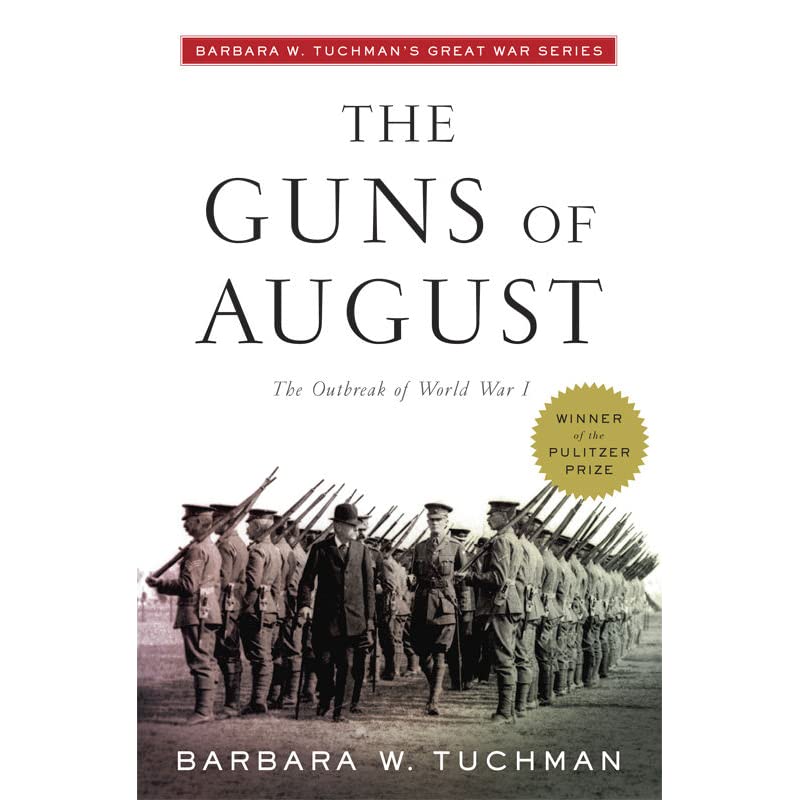 BARBARA W. TUCHMAN'S GREAT WAR SERIES
THE
GUNS OF
AUGUST
The Outbreak of World War I
WINNER
of the
PULITZER
PRIZE
BARBARA W. TUCHMAN